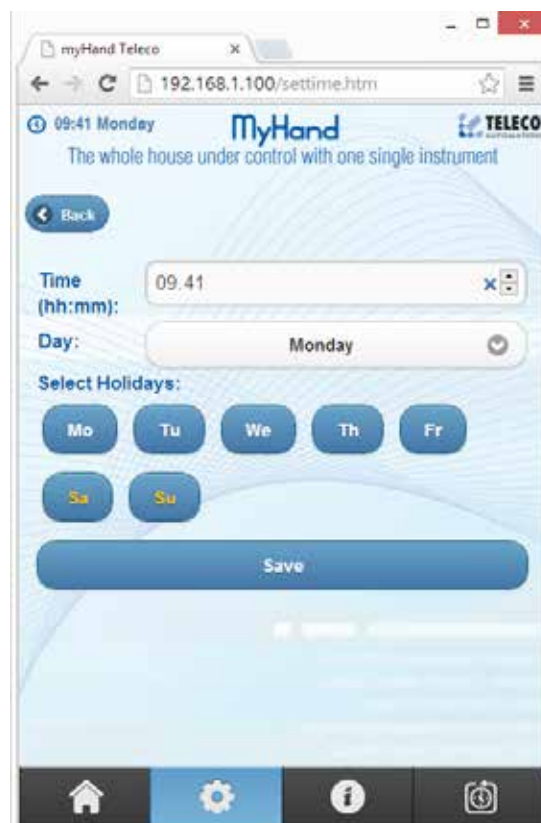 myHand Teleco
192.168.1.100/settime.htm
09:41 Monday
MyHand
TELECO
The whole house under control with one single instrument
Back
Time
(hh:mm):
09.41
Day:
Monday
Select Holidays:
Mo Tu We Th Fr
Sa Su
Save